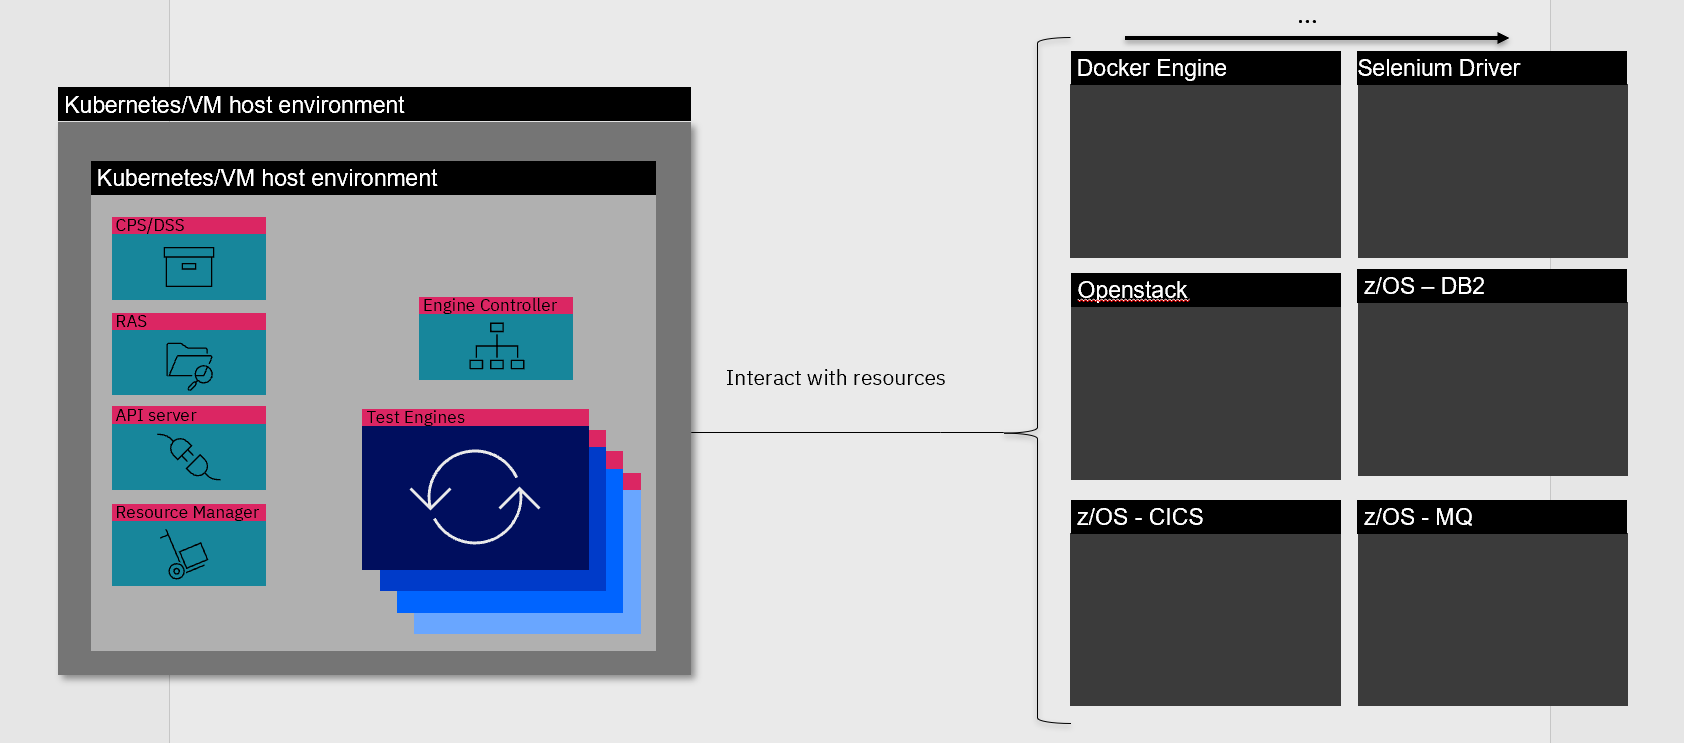 Kubernetes/VM host environment
Kubernetes/VM host environment
CPS/DSS
RAS
API server
Resource Manager
Engine Controller
Test Engines
Interact with resources
...
Docker Engine
Selenium Driver
Openstack
z/OS – DB2
z/OS - CICS
z/OS - MQ